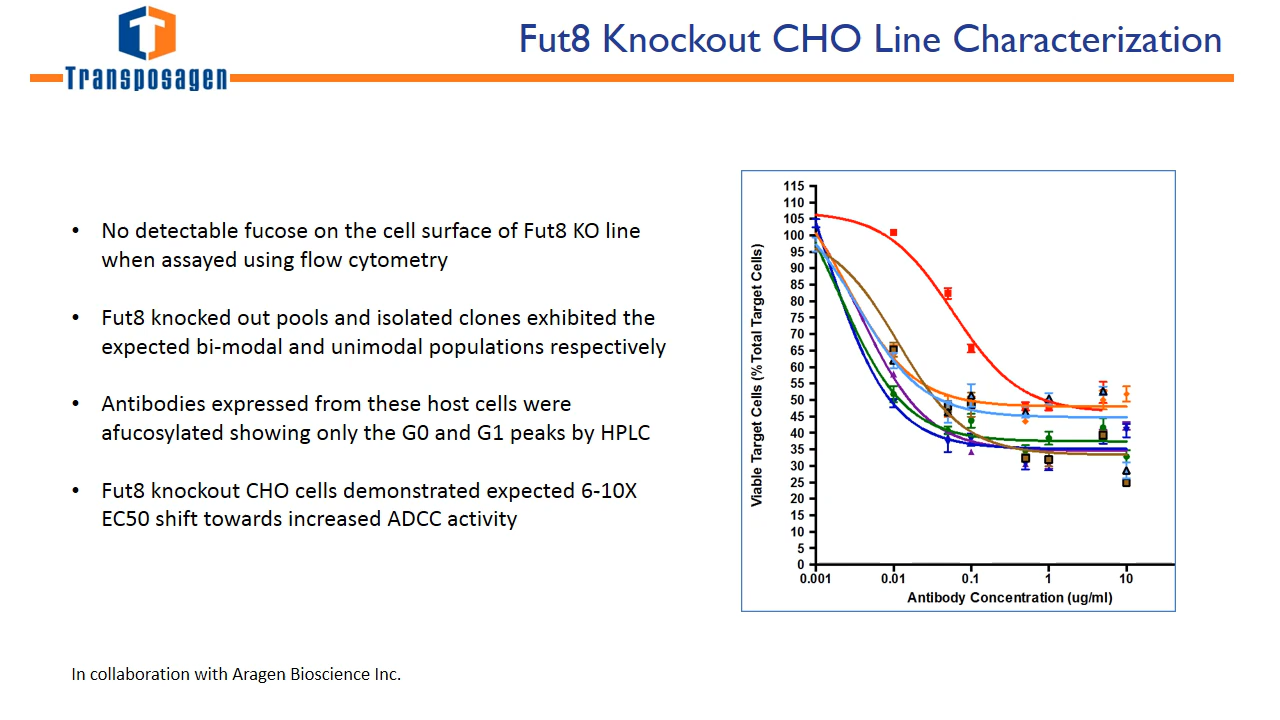 Transposagen
Fut8 Knockout CHO Line Characterization
• No detectable fucose on the cell surface of Fut8 KO line
when assayed using flow cytometry
• Fut8 knocked out pools and isolated clones exhibited the
expected bi-modal and unimodal populations respectively
• Antibodies expressed from these host cells were
afucosylated showing only the G0 and G1 peaks by HPLC
• Fut8 knockout CHO cells demonstrated expected 6-10X
EC50 shift towards increased ADCC activity
Viable Target Cells (%Total Target Cells)
115
110
105
100
95
90
85
80
75
70
65
60
55
50
45
40
35
30
25
20
15
10
5
0
0.001 0.01 0.1 1 10
Antibody Concentration (ug/ml)
In collaboration with Aragen Bioscience Inc.